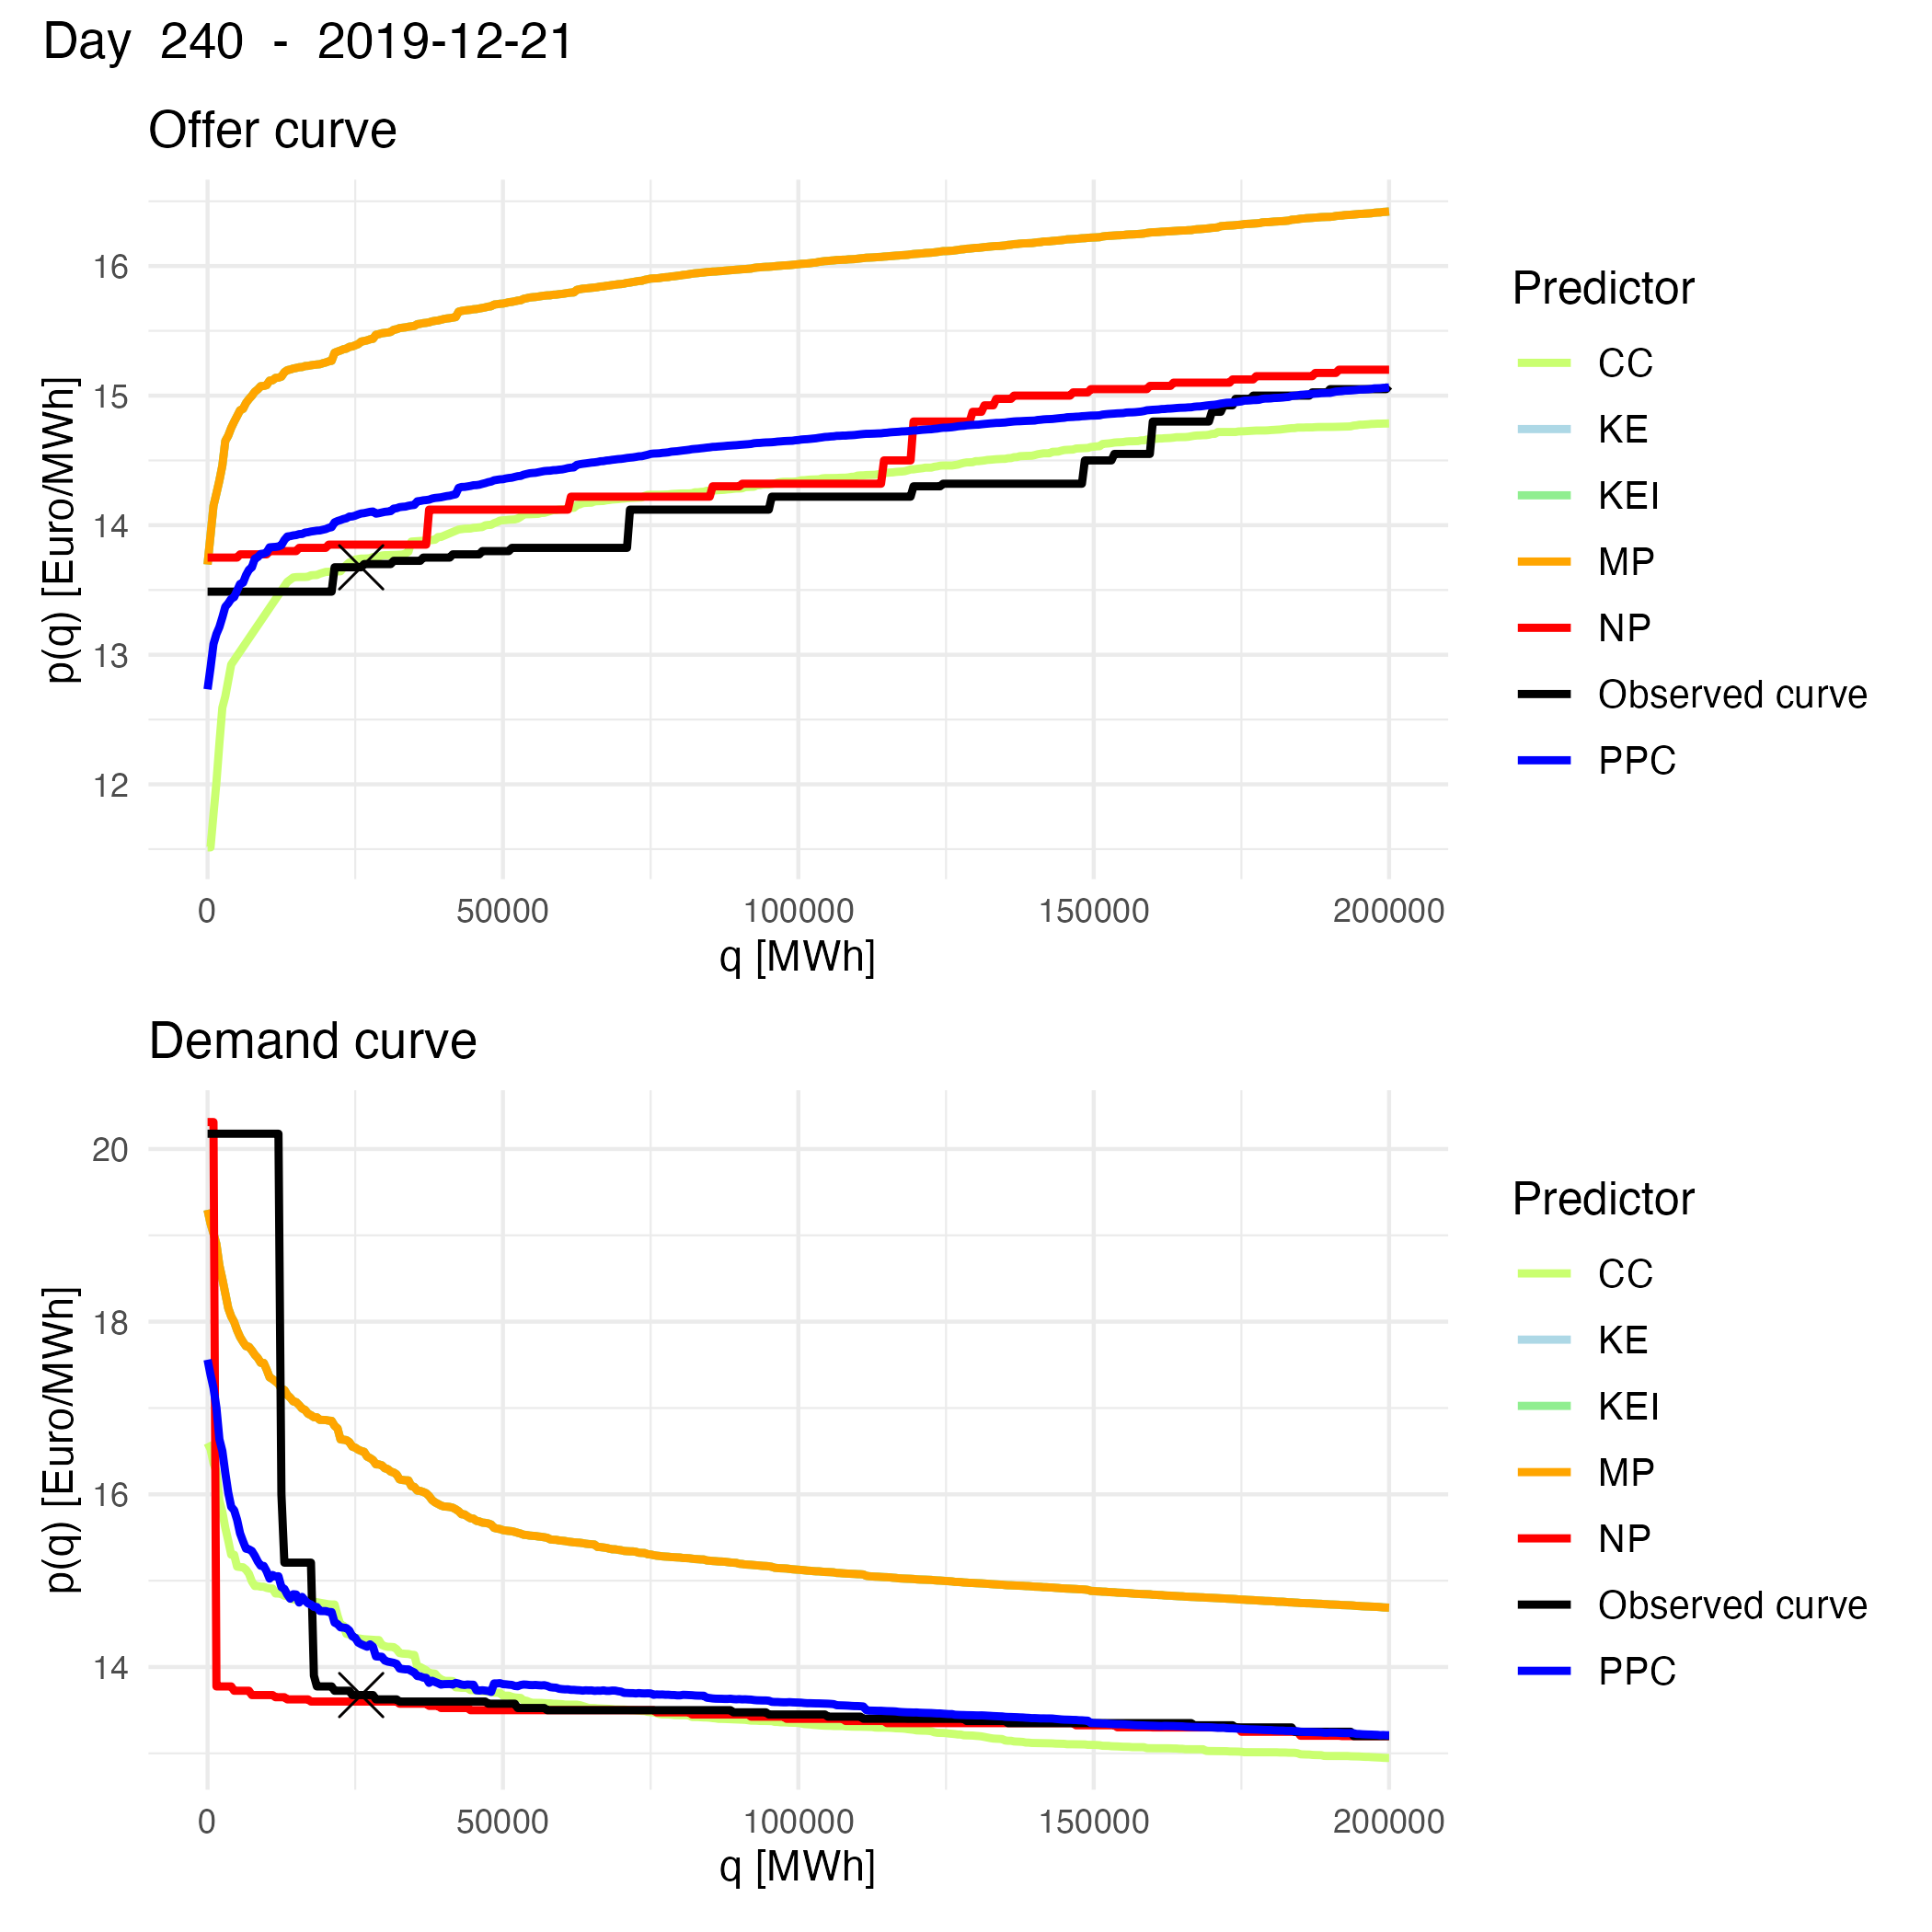 Day 240 - 2019-12-21
Offer curve
p(q) [Euro/MWh]
16
15
14
13
12
0 50000 100000 150000 200000
q [MWh]
Predictor
CC
KE
KEI
MP
NP
Observed curve
PPC
Demand curve
p(q) [Euro/MWh]
20
18
16
14
0 50000 100000 150000 200000
q [MWh]
Predictor
CC
KE
KEI
MP
NP
Observed curve
PPC